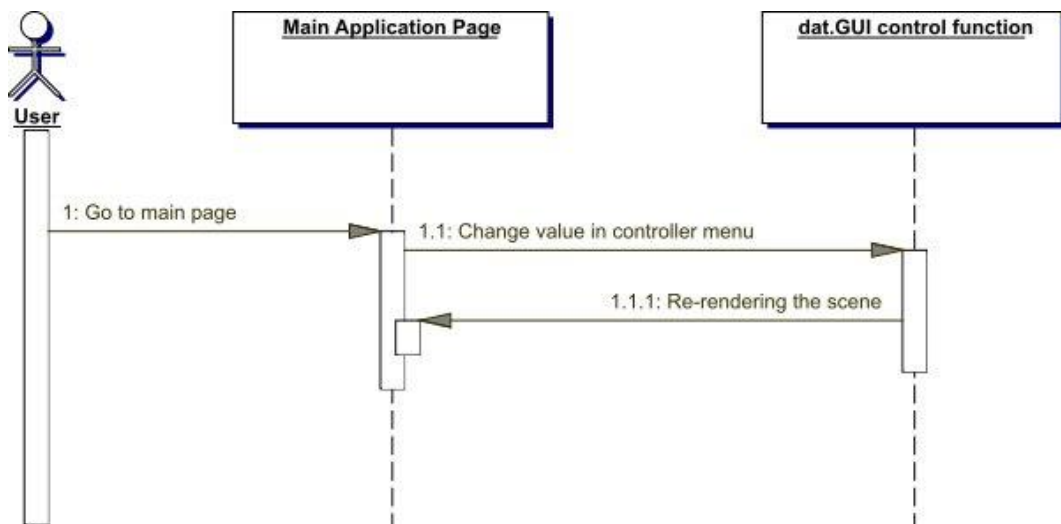 Main Application Page
dat.GUI control function
User
1: Go to main page
1.1: Change value in controller menu
1.1.1: Re-rendering the scene